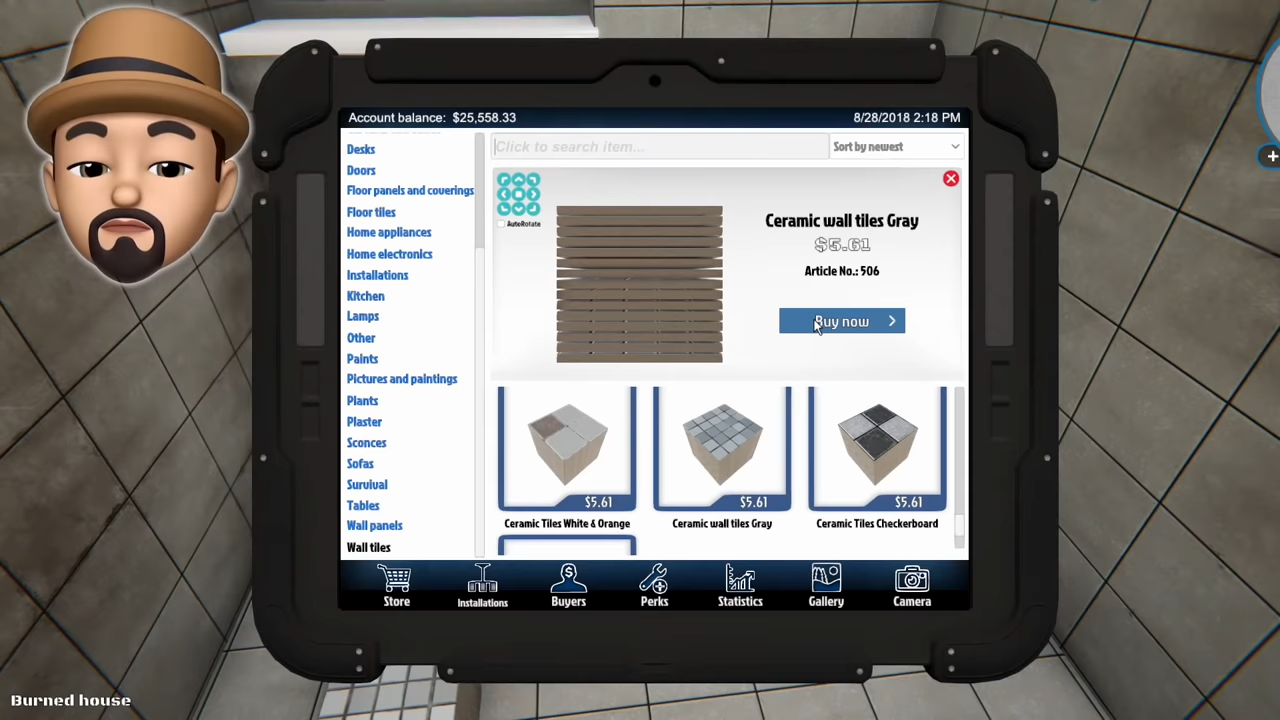 Account balance: $25,558.33
8/28/2018 2:18 PM
Desks
Doors
Floor panels and coverings
Floor tiles
Home appliances
Home electronics
Installations
Kitchen
Lamps
Other
Paints
Pictures and paintings
Plants
Plaster
Sconces
Sofas
Survival
Tables
Wall panels
Wall tiles
Click to search item...
Sort by newest
AutoRotate
Ceramic wall tiles Gray
$5.61
Article No.: 506
Buy now
$5.61
$5.61
$5.61
Ceramic Tiles White & Orange
Ceramic wall tiles Gray
Ceramic Tiles Checkerboard
Store
Installations
Buyers
Perks
Statistics
Gallery
Camera
Burned house